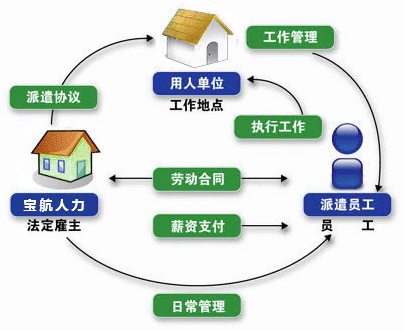 工作管理
用人单位
工作地点
派遣协议
执行工作
劳动合同
宝航人力
法定雇主
派遣员工
员 工
薪资支付
日常管理